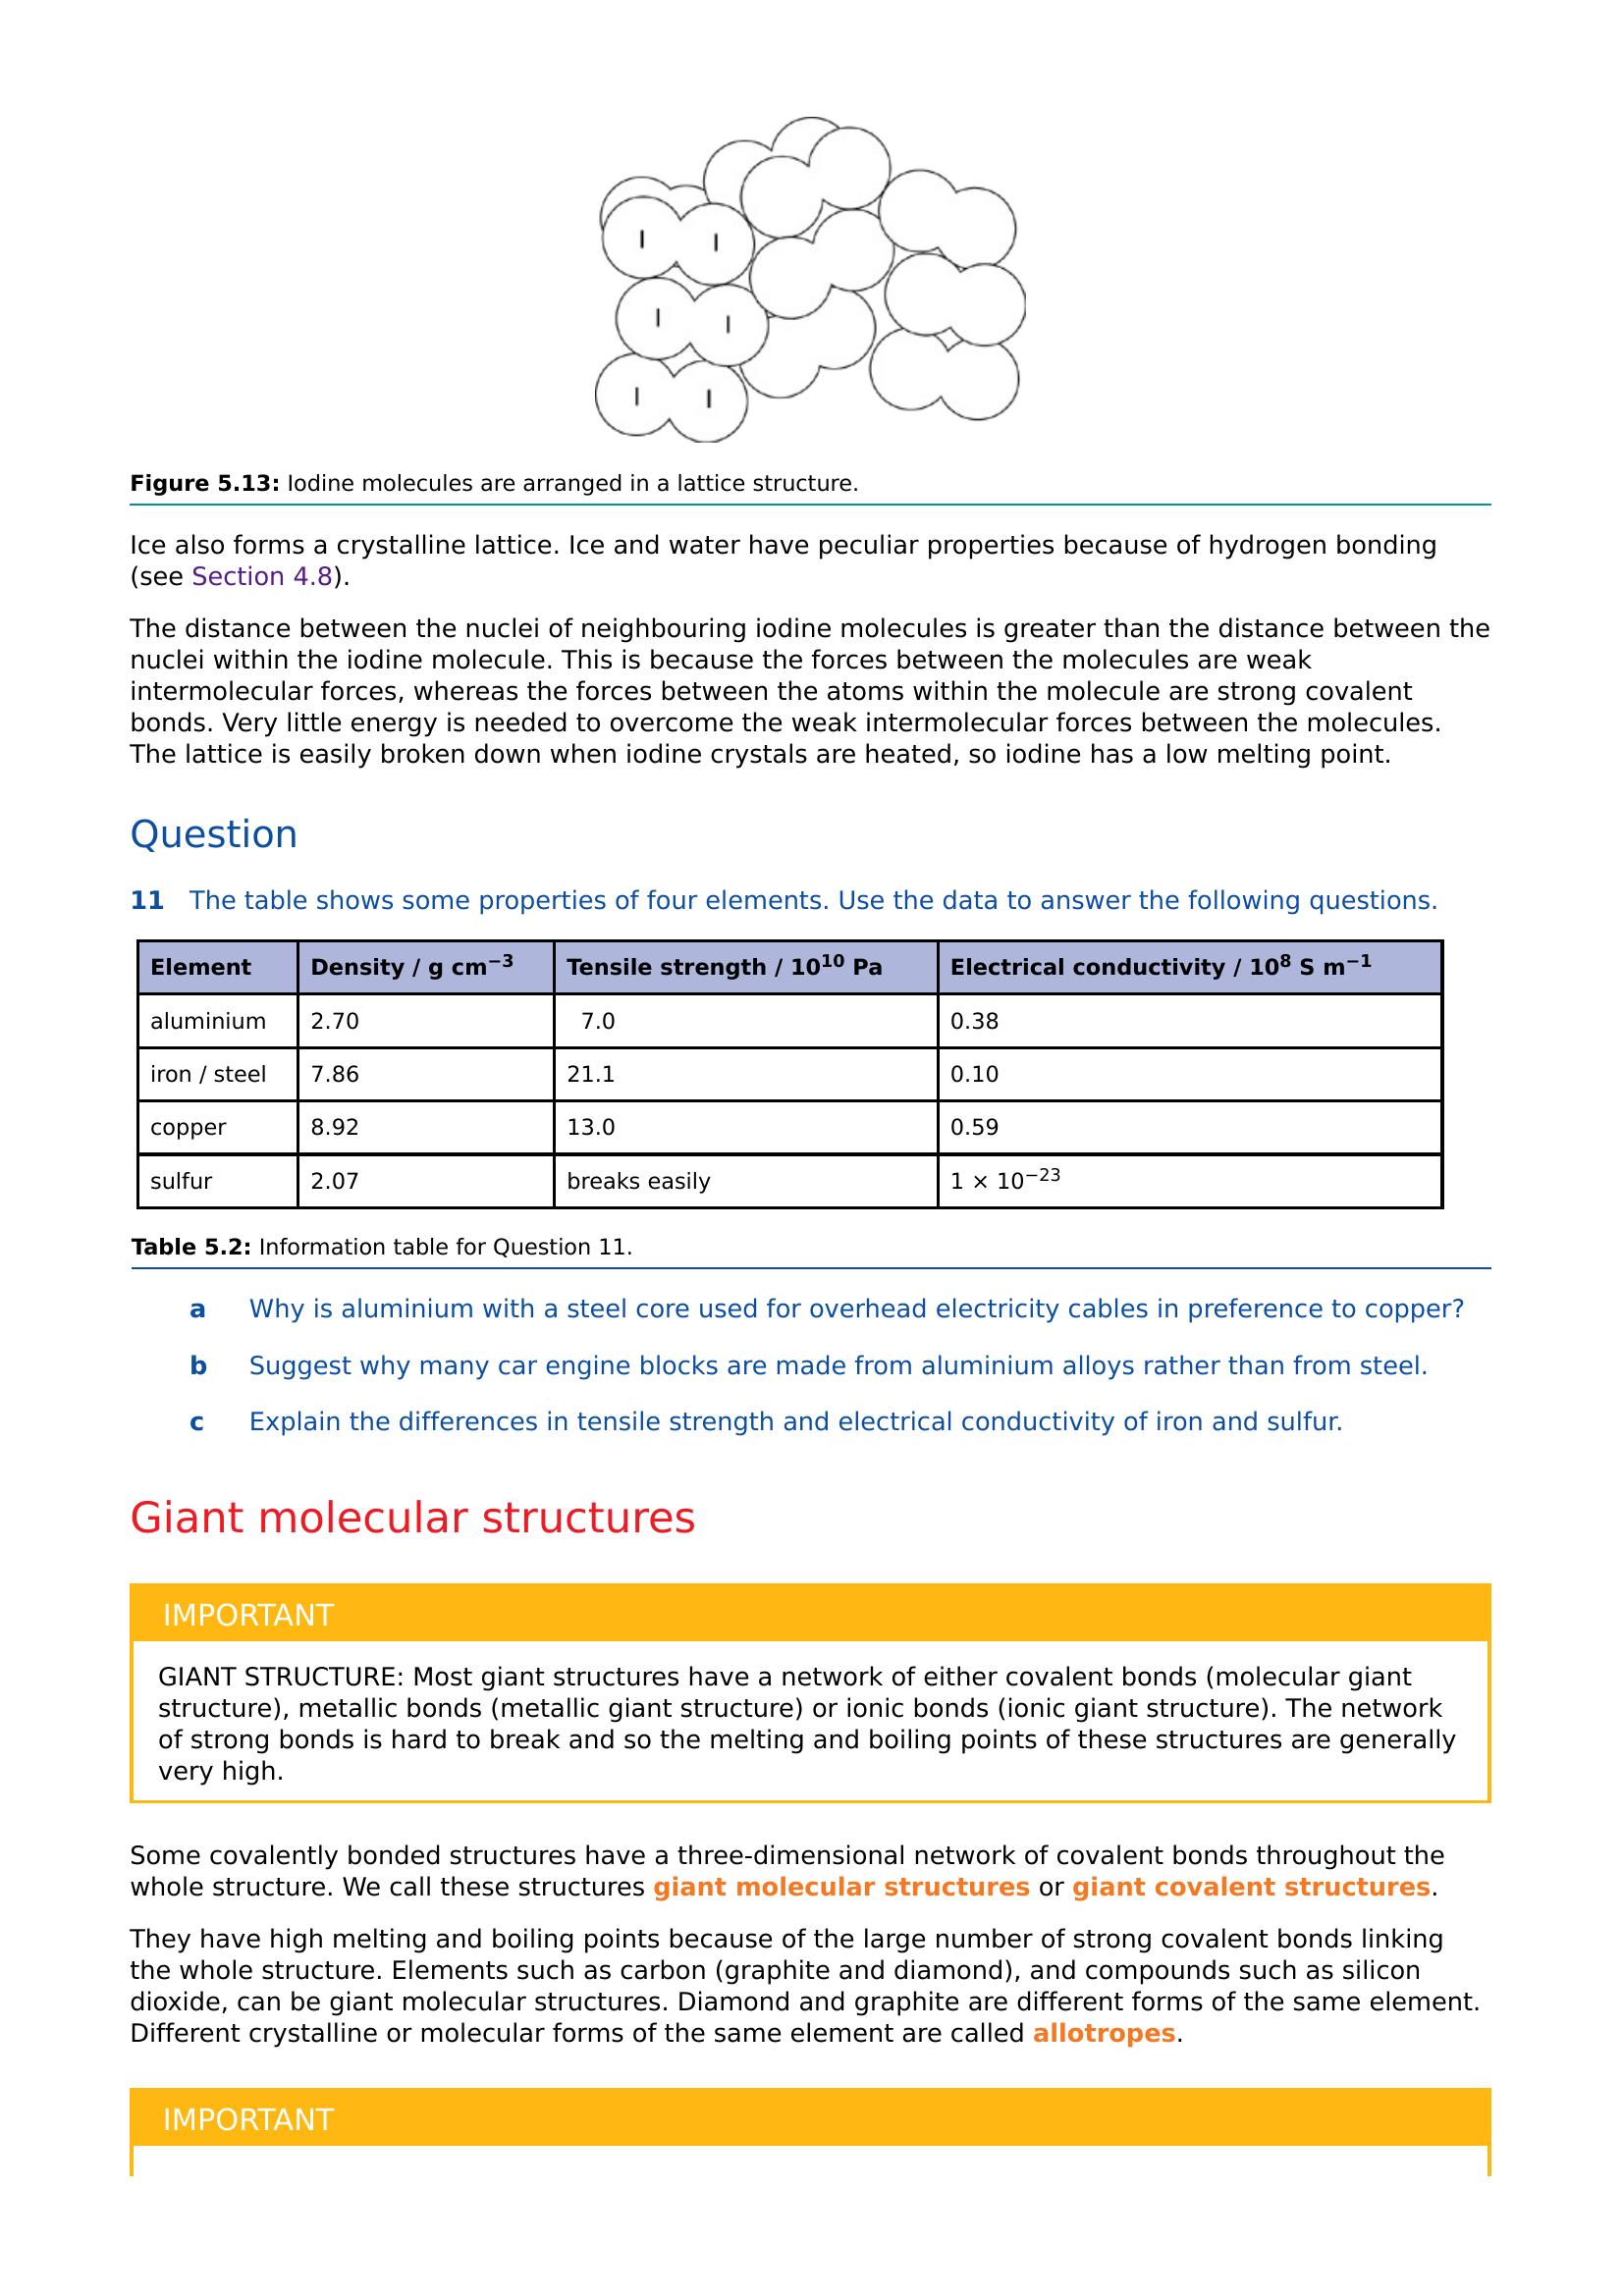 I I
I I
I I
Figure 5.13: Iodine molecules are arranged in a lattice structure.
Ice also forms a crystalline lattice. Ice and water have peculiar properties because of hydrogen bonding
(see Section 4.8).
The distance between the nuclei of neighbouring iodine molecules is greater than the distance between the
nuclei within the iodine molecule. This is because the forces between the molecules are weak
intermolecular forces, whereas the forces between the atoms within the molecule are strong covalent
bonds. Very little energy is needed to overcome the weak intermolecular forces between the molecules.
The lattice is easily broken down when iodine crystals are heated, so iodine has a low melting point.
Question
11 The table shows some properties of four elements. Use the data to answer the following questions.
Element Density / g cm⁻³ Tensile strength / 10¹⁰ Pa Electrical conductivity / 10⁸ S m⁻¹
aluminium 2.70 7.0 0.38
iron / steel 7.86 21.1 0.10
copper 8.92 13.0 0.59
sulfur 2.07 breaks easily 1 × 10⁻²³
Table 5.2: Information table for Question 11.
a Why is aluminium with a steel core used for overhead electricity cables in preference to copper?
b Suggest why many car engine blocks are made from aluminium alloys rather than from steel.
c Explain the differences in tensile strength and electrical conductivity of iron and sulfur.
Giant molecular structures
IMPORTANT
GIANT STRUCTURE: Most giant structures have a network of either covalent bonds (molecular giant
structure), metallic bonds (metallic giant structure) or ionic bonds (ionic giant structure). The network
of strong bonds is hard to break and so the melting and boiling points of these structures are generally
very high.
Some covalently bonded structures have a three-dimensional network of covalent bonds throughout the
whole structure. We call these structures giant molecular structures or giant covalent structures.
They have high melting and boiling points because of the large number of strong covalent bonds linking
the whole structure. Elements such as carbon (graphite and diamond), and compounds such as silicon
dioxide, can be giant molecular structures. Diamond and graphite are different forms of the same element.
Different crystalline or molecular forms of the same element are called allotropes.
IMPORTANT